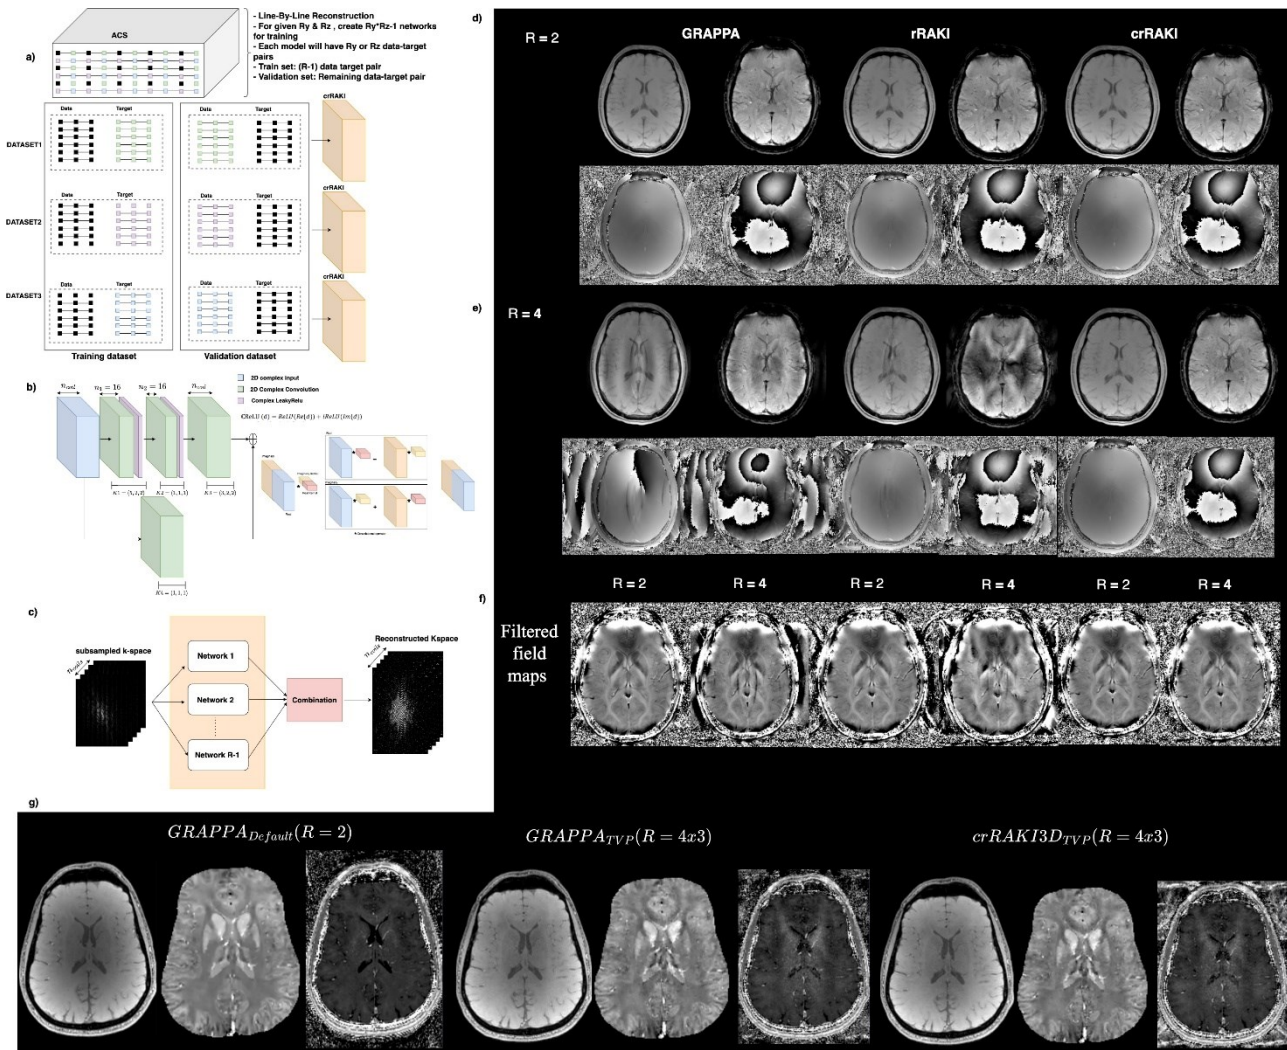 a)
ACS
- Line-By-Line Reconstruction
- For given Ry & Rz , create Ry*Rz-1 networks
for training
- Each model will have Ry or Rz data-target
pairs
- Train set: (R-1) data target pair
- Validation set: Remaining data-target pair
Data
Target
Data
Target
crRAKI
DATASET1
Data
Target
Data
Target
crRAKI
DATASET2
Data
Target
Data
Target
crRAKI
DATASET3
Training dataset
Validation dataset
b)
n₁ = 16
n₂ = 16
2D complex Input
2D Complex Convolution
Complex LeakyRelu
c)
subsampled k-space
Network 1
Network 2
Network R-1
Combination
Reconstructed Kspace
d)
R = 2
GRAPPA
rRAKI
crRAKI
e)
R = 4
f)
R = 2
R = 4
R = 2
R = 4
R = 2
R = 4
Filtered
field
maps
g)
GRAPPA_Default(R = 2)
GRAPPA_TVP(R = 4x3)
crRAKI3D_TVP(R = 4x3)